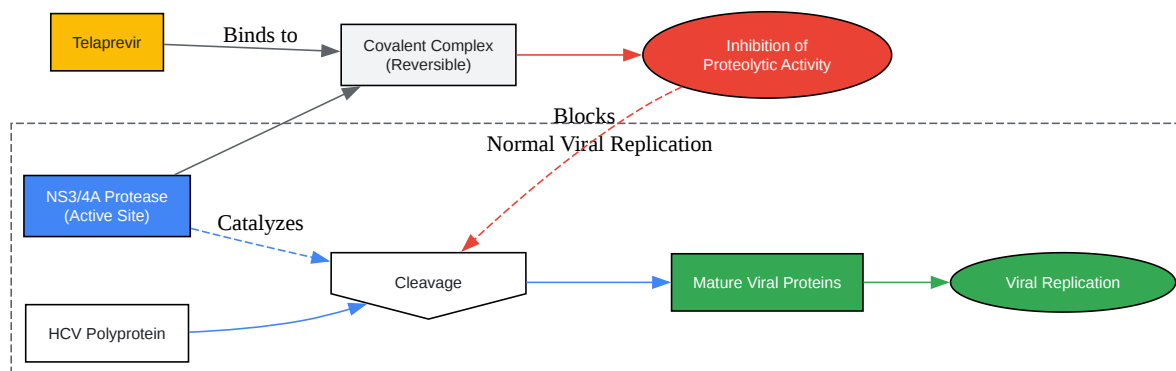 Telaprevir
Binds to
Covalent Complex
(Reversible)
Inhibition of
Proteolytic Activity
Blocks
Normal Viral Replication
NS3/4A Protease
(Active Site)
Catalyzes
Cleavage
Mature Viral Proteins
Viral Replication
HCV Polyprotein